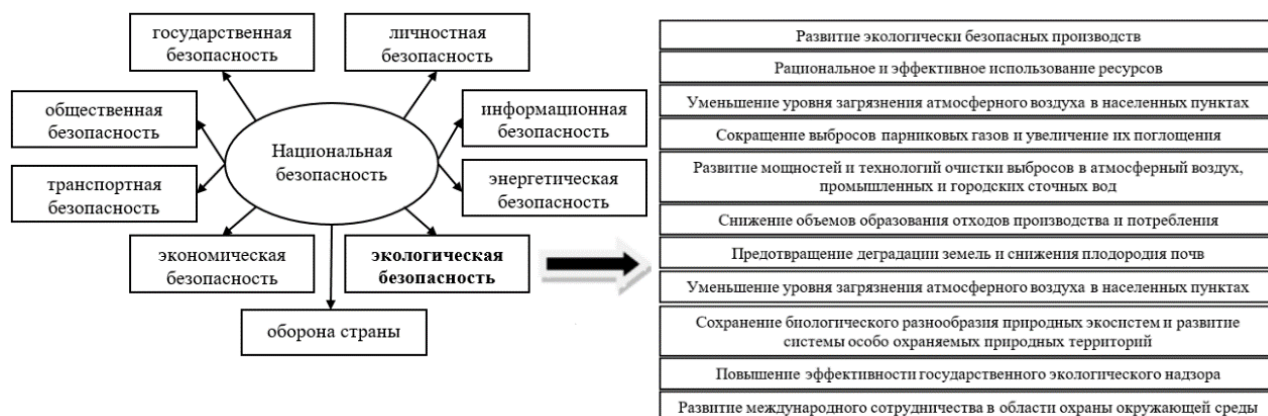 государственная
безопасность
личностная
безопасность
общественная
безопасность
информационная
безопасность
Национальная
безопасность
транспортная
безопасность
энергетическая
безопасность
экономическая
безопасность
экологическая
безопасность
оборона страны
Развитие экологически безопасных производств
Рациональное и эффективное использование ресурсов
Уменьшение уровня загрязнения атмосферного воздуха в населенных пунктах
Сокращение выбросов парниковых газов и увеличение их поглощения
Развитие мощностей и технологий очистки выбросов в атмосферный воздух,
промышленных и городских сточных вод
Снижение объемов образования отходов производства и потребления
Предотвращение деградации земель и снижения плодородия почв
Уменьшение уровня загрязнения атмосферного воздуха в населенных пунктах
Сохранение биологического разнообразия природных экосистем и развитие
системы особо охраняемых природных территорий
Повышение эффективности государственного экологического надзора
Развитие международного сотрудничества в области охраны окружающей среды